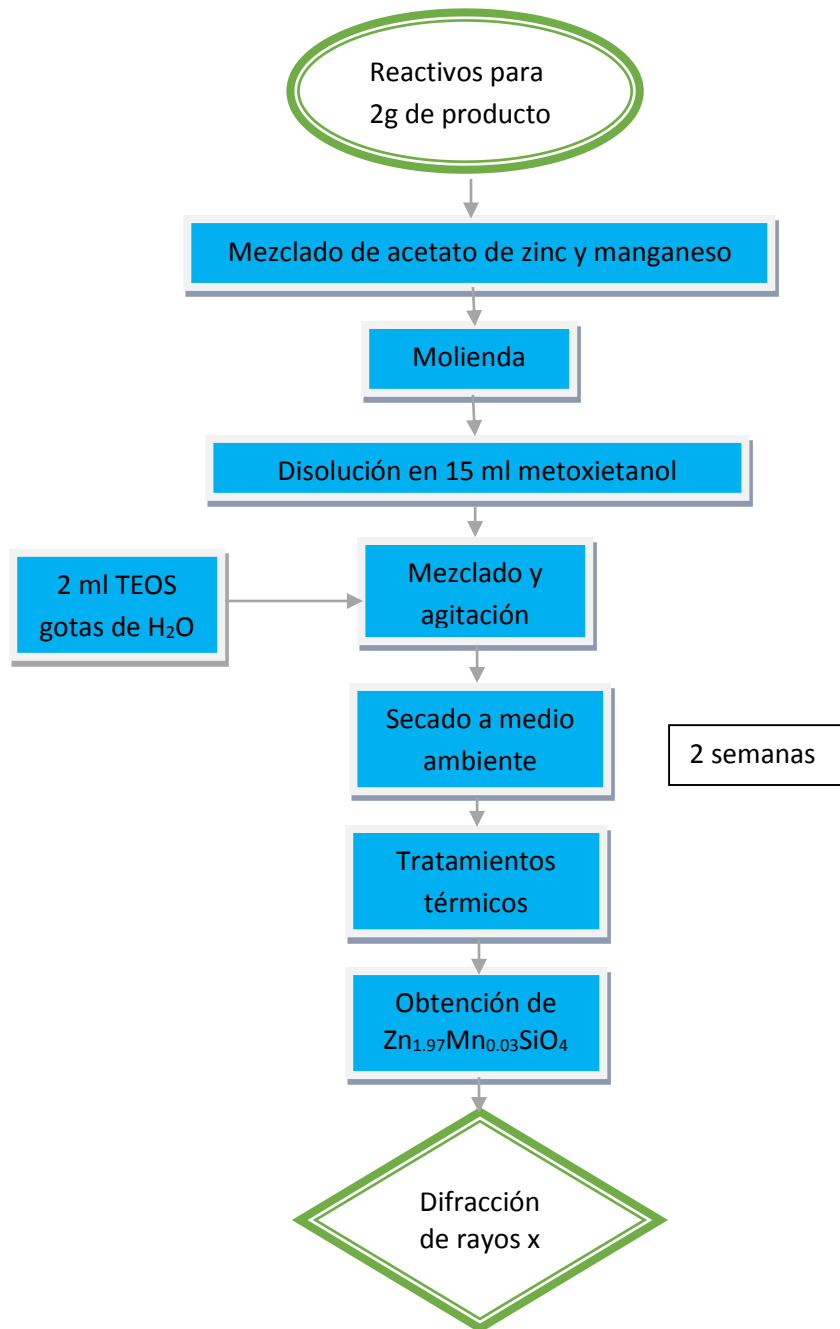 Reactivos para
2g de producto
Mezclado de acetato de zinc y manganeso
Molienda
Disolución en 15 ml metoxietanol
2 ml TEOS
gotas de H₂O
Mezclado y
agitación
Secado a medio
ambiente
2 semanas
Tratamientos
térmicos
Obtención de
Zn₁.₉₇Mn₀.₀₃SiO₄
Difracción
de rayos x